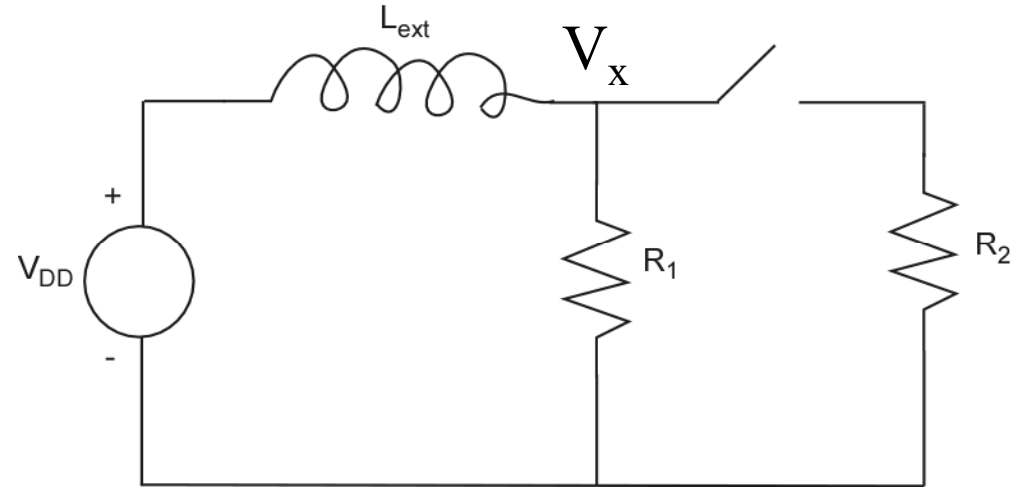 L_ext
V_x
+
V_DD
-
R_1
R_2